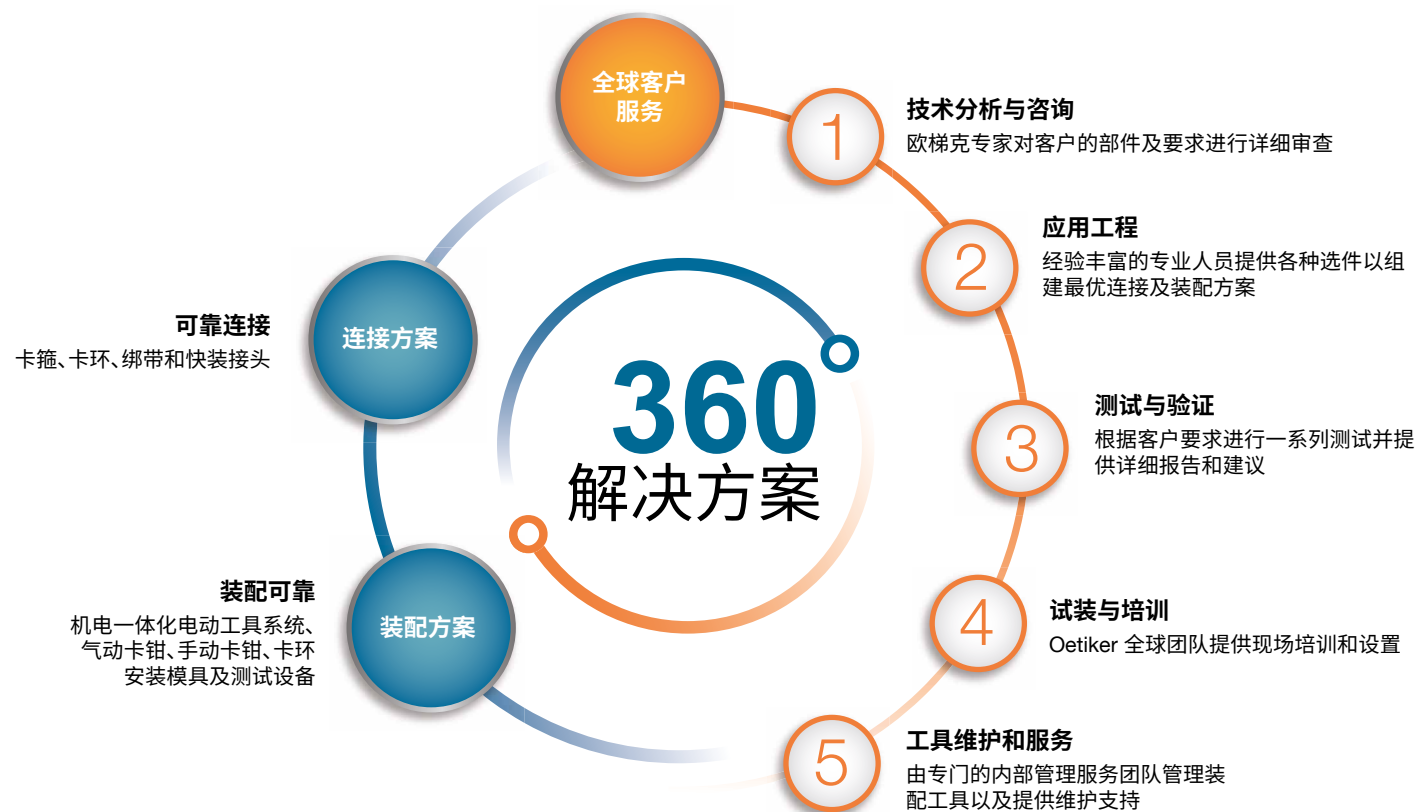 全球客户
服务
1
技术分析与咨询
欧梯克专家对客户的部件及要求进行详细审查
2
应用工程
经验丰富的专业人员提供各种选件以组
建最优连接及装配方案
3
测试与验证
根据客户要求进行一系列测试并提
供详细报告和建议
4
试装与培训
Oetiker 全球团队提供现场培训和设置
5
工具维护和服务
由专门的内部管理服务团队管理装
配工具以及提供维护支持
连接方案
可靠连接
卡箍、卡环、绑带和快装接头
装配方案
装配可靠
机电一体化电动工具系统、
气动卡钳、手动卡钳、卡环
安装模具及测试设备
360
解决方案